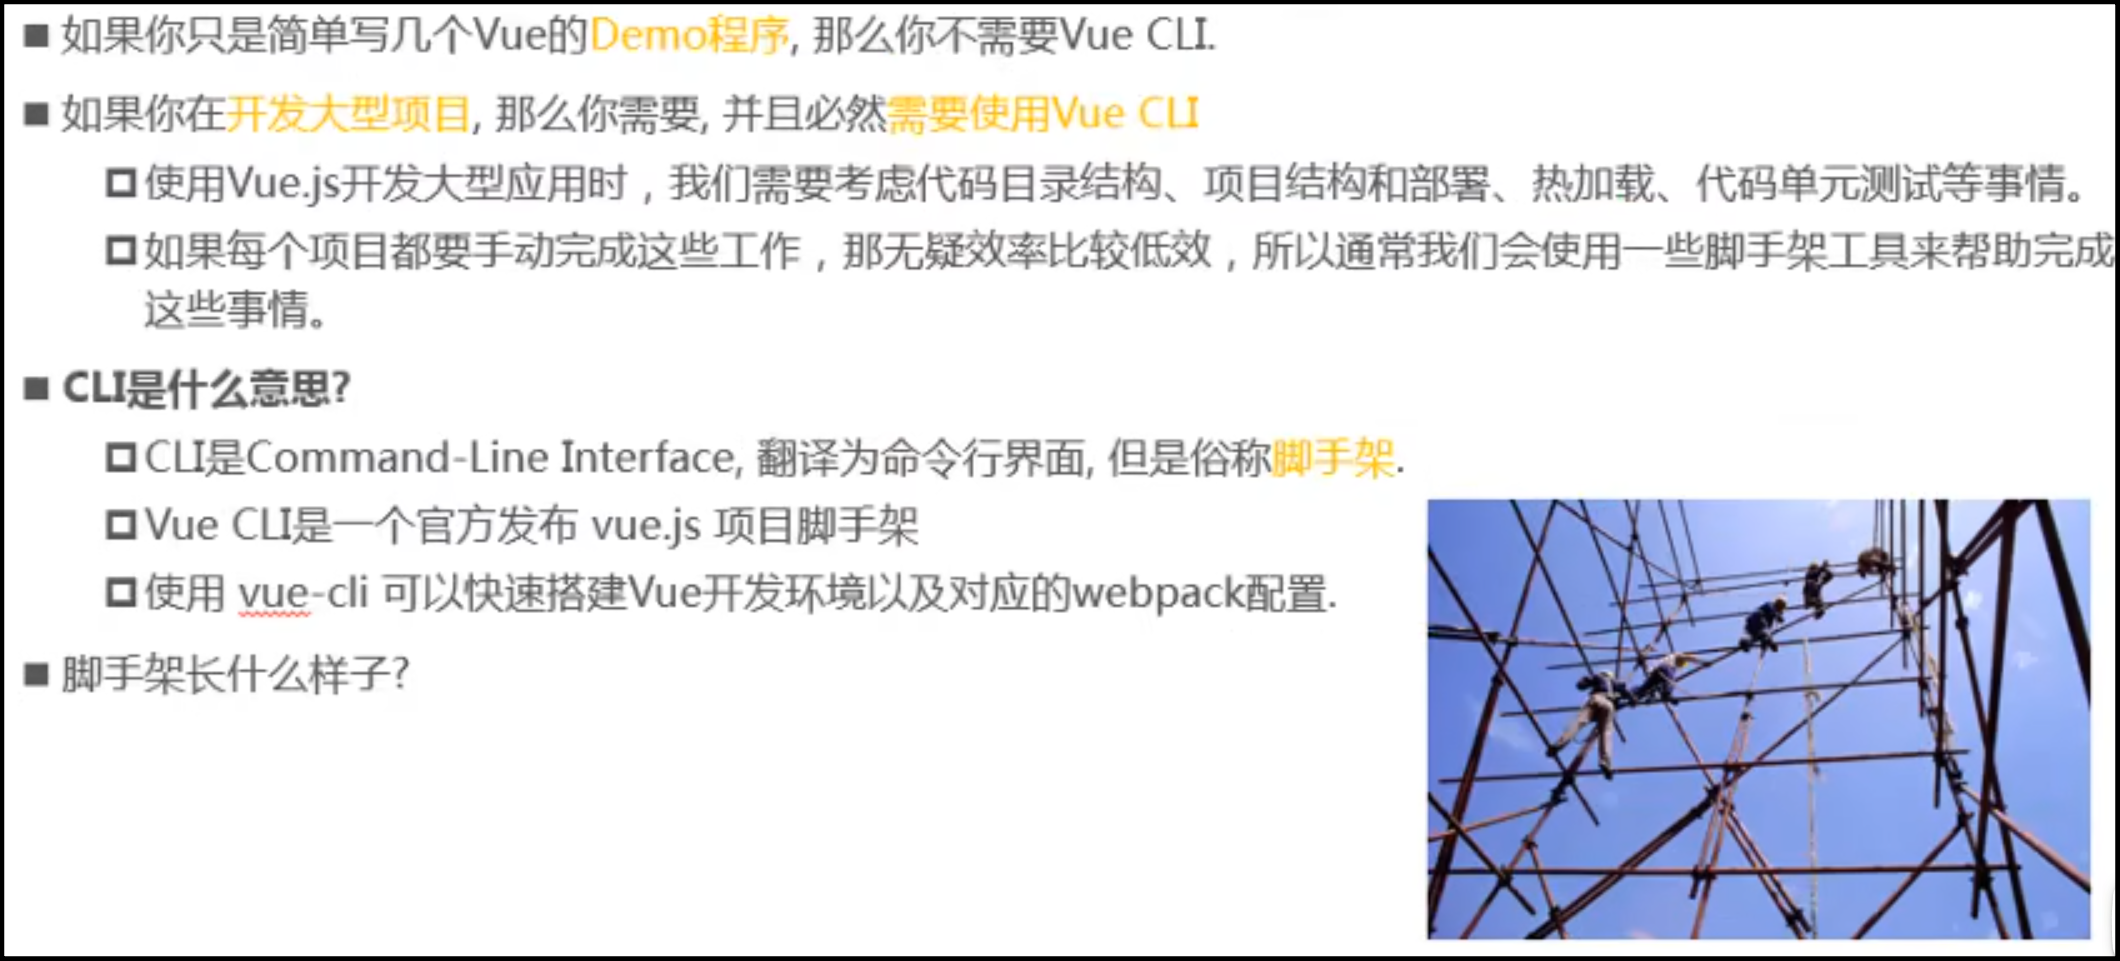 如果你只是简单写几个Vue的Demo程序, 那么你不需要Vue CLI.
如果你在开发大型项目, 那么你需要, 并且必然需要使用Vue CLI
使用Vue.js开发大型应用时，我们需要考虑代码目录结构、项目结构和部署、热加载、代码单元测试等事情。
如果每个项目都要手动完成这些工作，那无疑效率比较低效，所以通常我们会使用一些脚手架工具来帮助完成
这些事情。
CLI是什么意思?
CLI是Command-Line Interface, 翻译为命令行界面, 但是俗称脚手架.
Vue CLI是一个官方发布 vue.js 项目脚手架
使用 vue-cli 可以快速搭建Vue开发环境以及对应的webpack配置.
脚手架长什么样子?